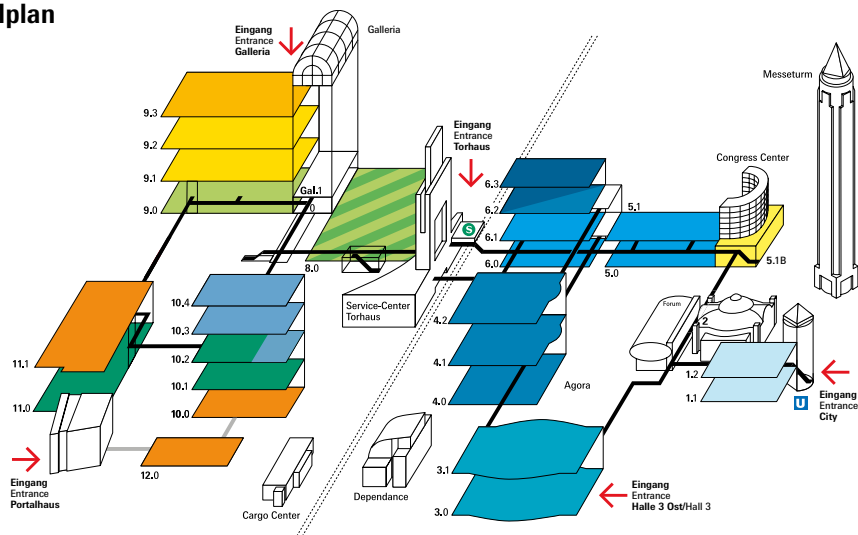 lplan
Eingang
Entrance
Galleria
Galleria
Messeturm
9.3
9.2
9.1
9.0
Gal.1
0
Eingang
Entrance
Torhaus
S
8.0
Service-Center
Torhaus
6.3
6.2
6.1
6.0
5.1
5.0
Congress Center
5.1B
10.4
10.3
10.2
10.1
10.0
11.1
11.0
12.0
Eingang
Entrance
Portalhaus
Cargo Center
Dependance
4.2
4.1
4.0
Agora
Forum
2
1.2
1.1
U
Eingang
Entrance
City
3.1
3.0
Eingang
Entrance
Halle 3 Ost/Hall 3